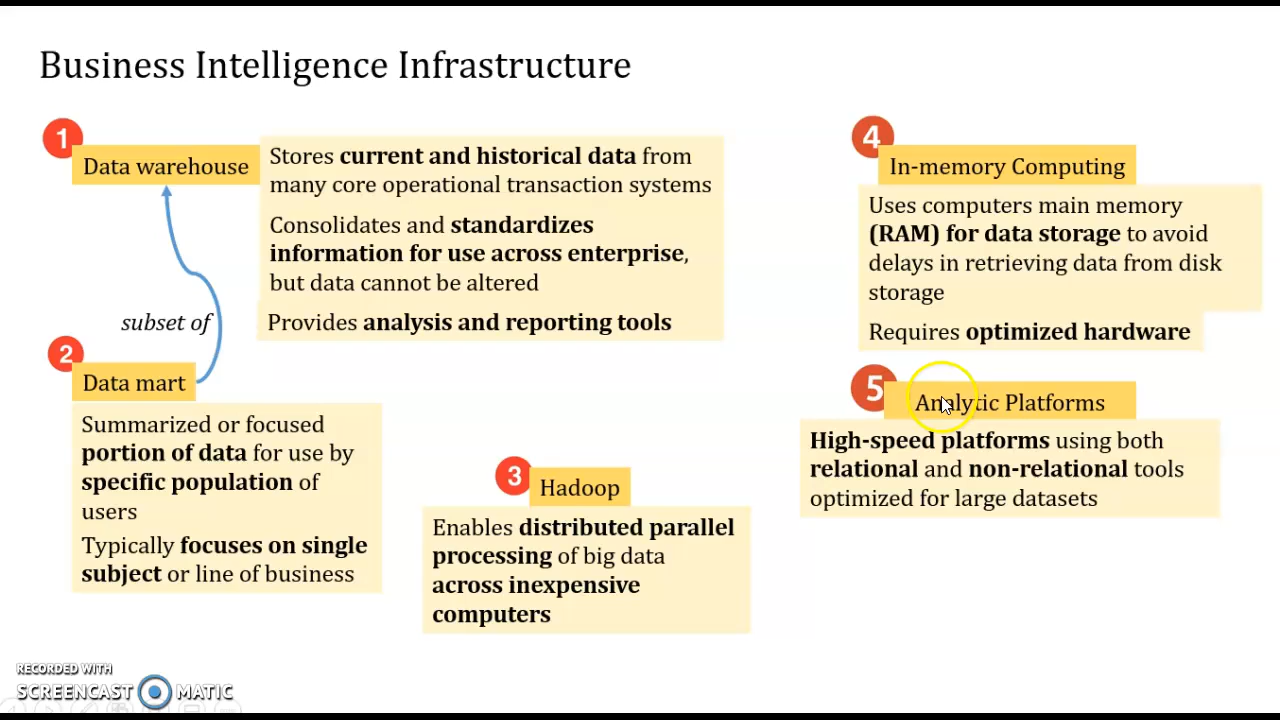 Business Intelligence Infrastructure
1
Data warehouse
Stores current and historical data from
many core operational transaction systems
Consolidates and standardizes
information for use across enterprise,
but data cannot be altered
Provides analysis and reporting tools
subset of
2
Data mart
Summarized or focused
portion of data for use by
specific population of
users
Typically focuses on single
subject or line of business
3
Hadoop
Enables distributed parallel
processing of big data
across inexpensive
computers
4
In-memory Computing
Uses computers main memory
(RAM) for data storage to avoid
delays in retrieving data from disk
storage
Requires optimized hardware
5
Analytic Platforms
High-speed platforms using both
relational and non-relational tools
optimized for large datasets
RECORDED WITH
SCREENCAST MATIC